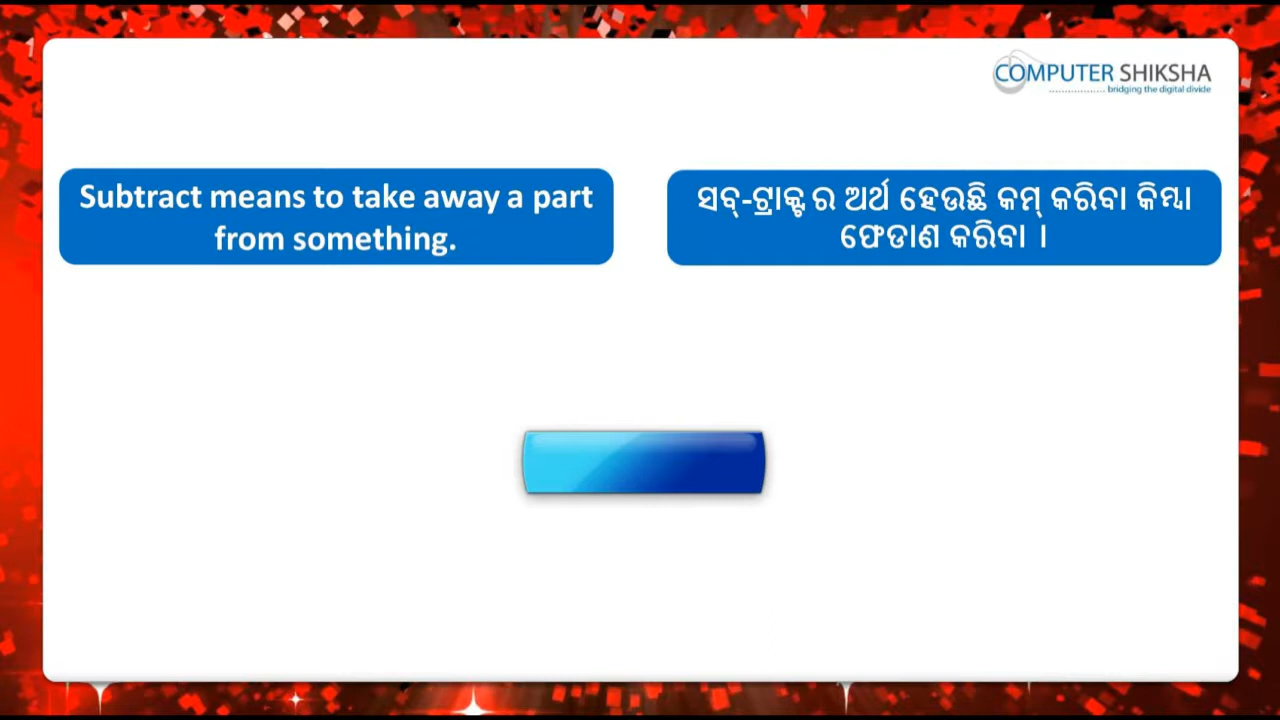 COMPUTER SHIKSHA
bridging the digital divide
Subtract means to take away a part
from something.
ସବ୍-ଟ୍ରାକ୍ଟ ର ଅର୍ଥ ହେଉଛି କମ୍ କରିବା କିମ୍ବା
ଫେଡାଣ କରିବା ।